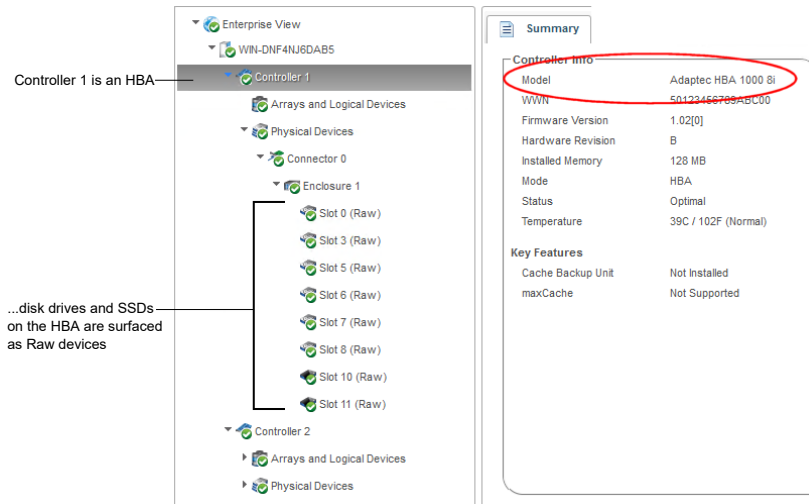 Enterprise View
WIN-DNF4NJ6DAB5
Controller 1 is an HBA
Controller 1
Arrays and Logical Devices
Physical Devices
Connector 0
Enclosure 1
Slot 0 (Raw)
Slot 3 (Raw)
Slot 5 (Raw)
Slot 6 (Raw)
Slot 7 (Raw)
Slot 8 (Raw)
Slot 10 (Raw)
Slot 11 (Raw)
...disk drives and SSDs
on the HBA are surfaced
as Raw devices
Controller 2
Arrays and Logical Devices
Physical Devices
Summary
Controller Info
Model Adaptec HBA 1000 8i
WWN 50123456789ABC00
Firmware Version 1.02[0]
Hardware Revision B
Installed Memory 128 MB
Mode HBA
Status Optimal
Temperature 39C / 102F (Normal)
Key Features
Cache Backup Unit Not Installed
maxCache Not Supported